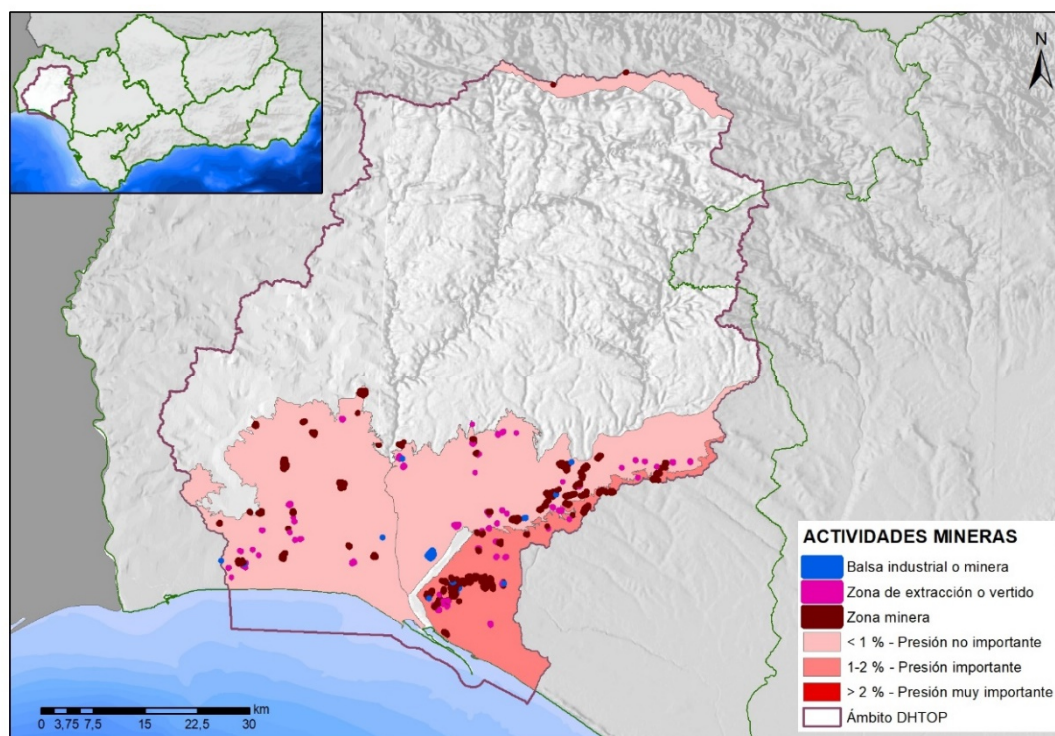 N
ACTIVIDADES MINERAS
Balsa industrial o minera
Zona de extracción o vertido
Zona minera
< 1 % - Presión no importante
1-2 % - Presión importante
> 2 % - Presión muy importante
Ámbito DHTOP
km
0 3,75 7,5 15 22,5 30